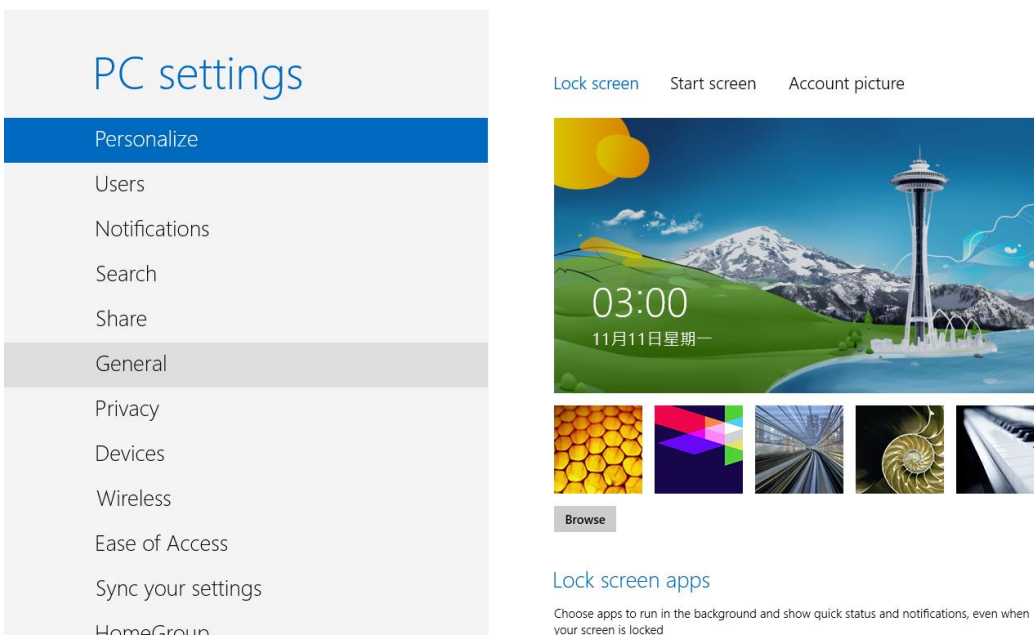 PC settings
Personalize
Users
Notifications
Search
Share
General
Privacy
Devices
Wireless
Ease of Access
Sync your settings
HomeGroup
Lock screen Start screen Account picture
03:00
11月11日星期一
Browse
Lock screen apps
Choose apps to run in the background and show quick status and notifications, even when
your screen is locked